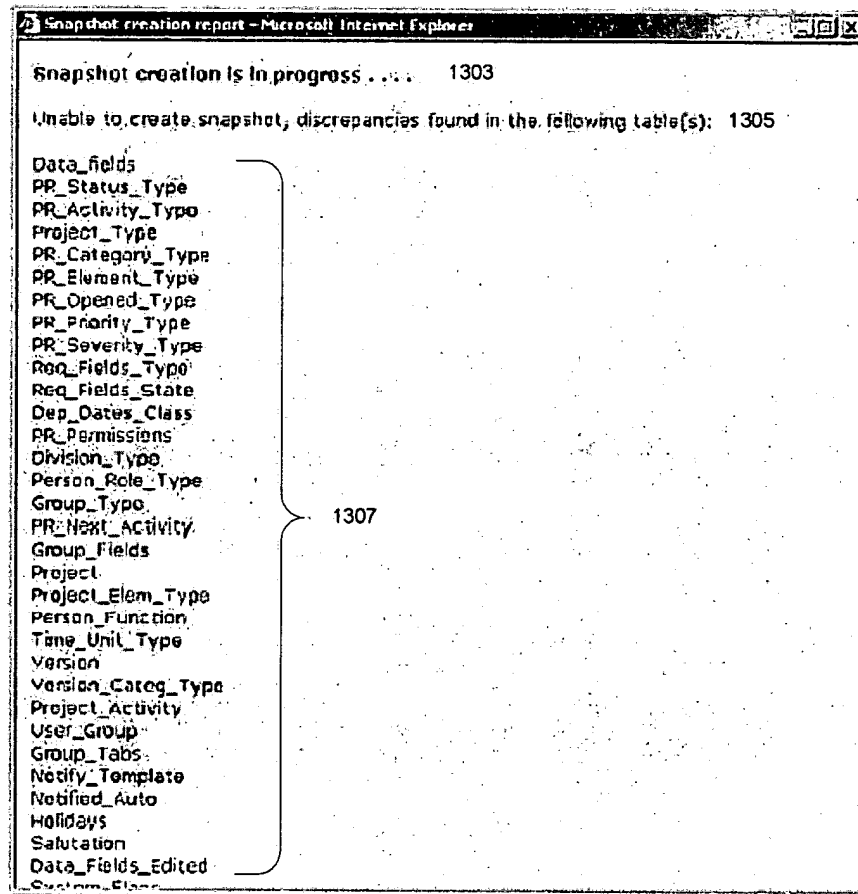 Snapshot creation report - Microsoft Internet Explorer
Snapshot creation is in progress . . . . 1303
Unable to create snapshot, discrepancies found in the following table(s): 1305
Data_fields
PR_Status_Type
PR_Activity_Type
Project_Type
PR_Category_Type
PR_Element_Type
PR_Opened_Type
PR_Priority_Type
PR_Severity_Type
Req_Fields_Type
Req_Fields_State
Dep_Dates_Class
PR_Permissions
Division_Type
Person_Role_Type
Group_Type
1307
PR_Next_Activity
Group_Fields
Project
Project_Elem_Type
Person_Function
Time_Unit_Type
Version
Version_Categ_Type
Project_Activity
User_Group
Group_Tabs
Notify_Template
Notified_Auto
Holidays
Salutation
Data_Fields_Edited